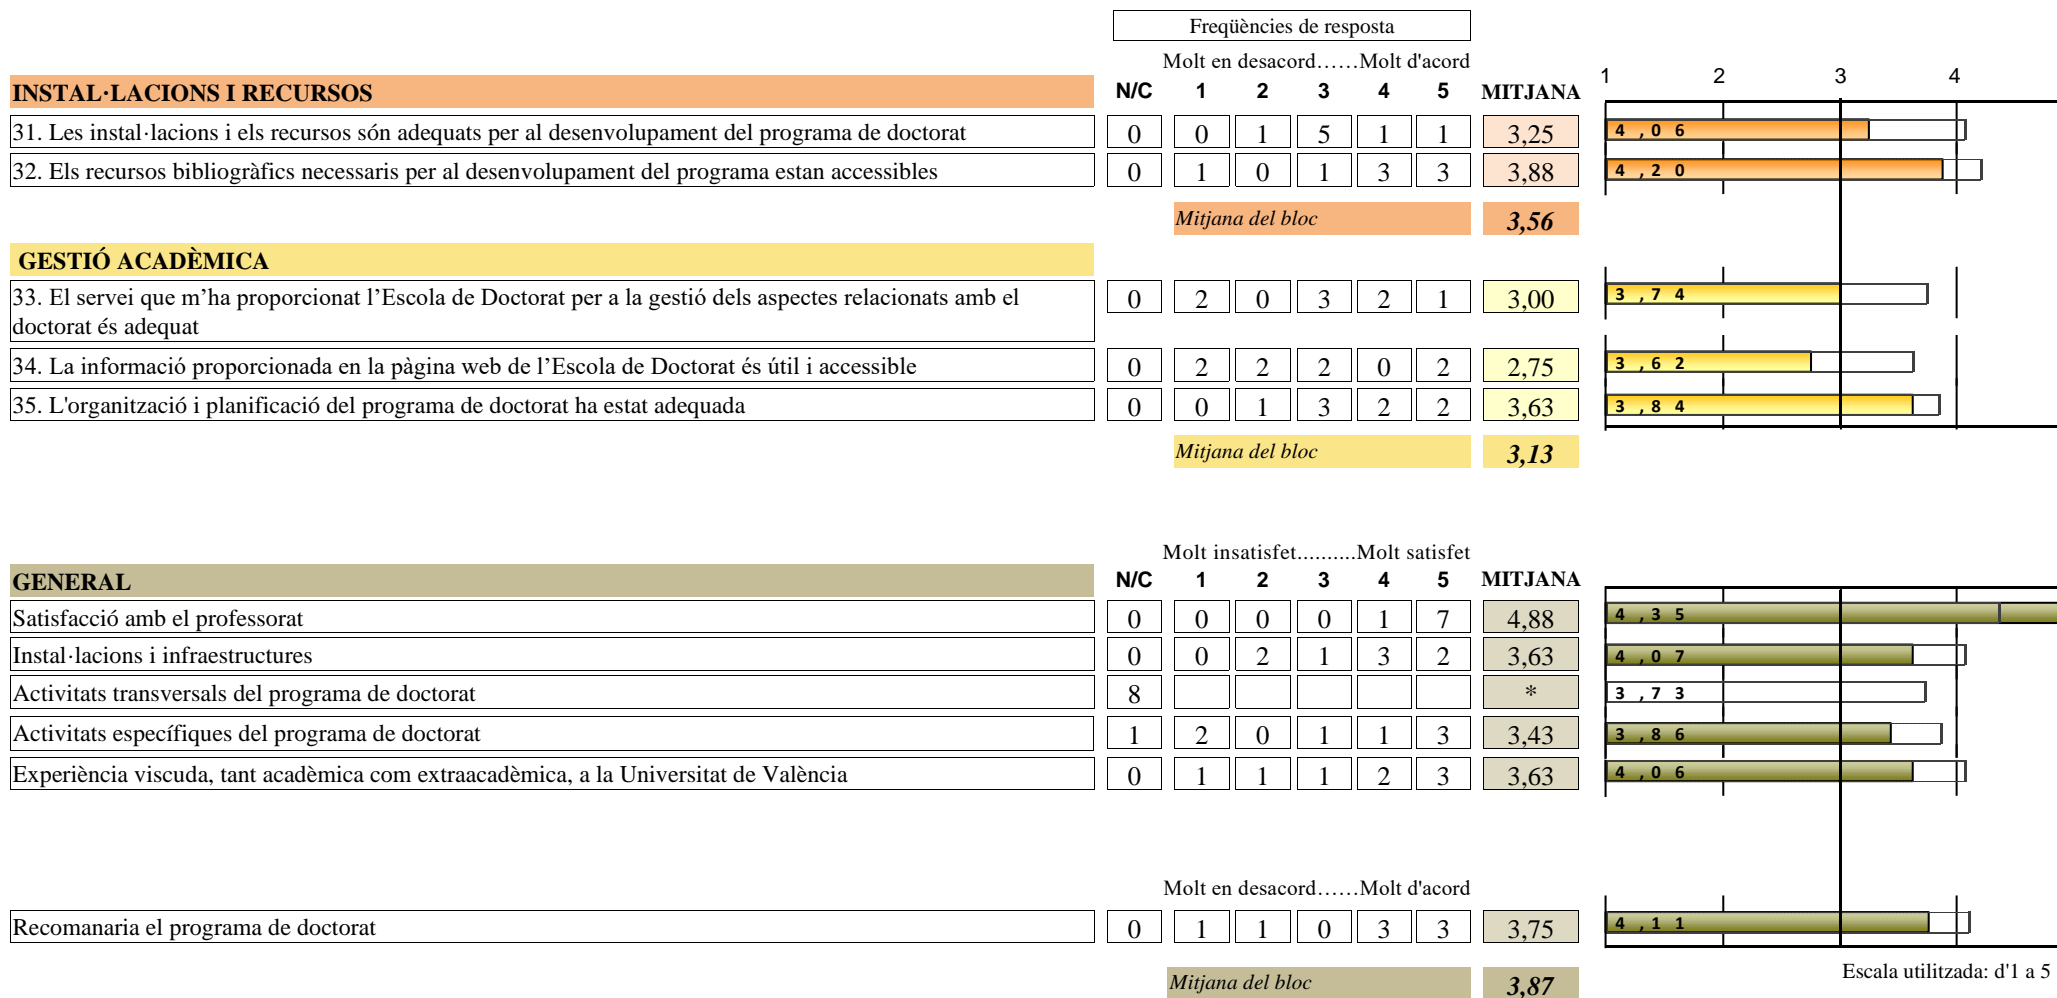 Freqüències de resposta
Molt en desacord……Molt d'acord
INSTAL·LACIONS I RECURSOS N/C 1 2 3 4 5 MITJANA 1 2 3 4
31. Les instal·lacions i els recursos són adequats per al desenvolupament del programa de doctorat 0 0 1 5 1 1 3,25 4,06
32. Els recursos bibliogràfics necessaris per al desenvolupament del programa estan accessibles 0 1 0 1 3 3 3,88 4,20
Mitjana del bloc 3,56
GESTIÓ ACADÈMICA
33. El servei que m’ha proporcionat l’Escola de Doctorat per a la gestió dels aspectes relacionats amb el
doctorat és adequat 0 2 0 3 2 1 3,00 3,74
34. La informació proporcionada en la pàgina web de l’Escola de Doctorat és útil i accessible 0 2 2 2 0 2 2,75 3,62
35. L'organització i planificació del programa de doctorat ha estat adequada 0 0 1 3 2 2 3,63 3,84
Mitjana del bloc 3,13
Molt insatisfet..........Molt satisfet
GENERAL N/C 1 2 3 4 5 MITJANA
Satisfacció amb el professorat 0 0 0 0 1 7 4,88 4,35
Instal·lacions i infraestructures 0 0 2 1 3 2 3,63 4,07
Activitats transversals del programa de doctorat 8 * 3,73
Activitats específiques del programa de doctorat 1 2 0 1 1 3 3,43 3,86
Experiència viscuda, tant acadèmica com extraacadèmica, a la Universitat de València 0 1 1 1 2 3 3,63 4,06
Molt en desacord……Molt d'acord
Recomanaria el programa de doctorat 0 1 1 0 3 3 3,75 4,11
Mitjana del bloc 3,87
Escala utilitzada: d'1 a 5